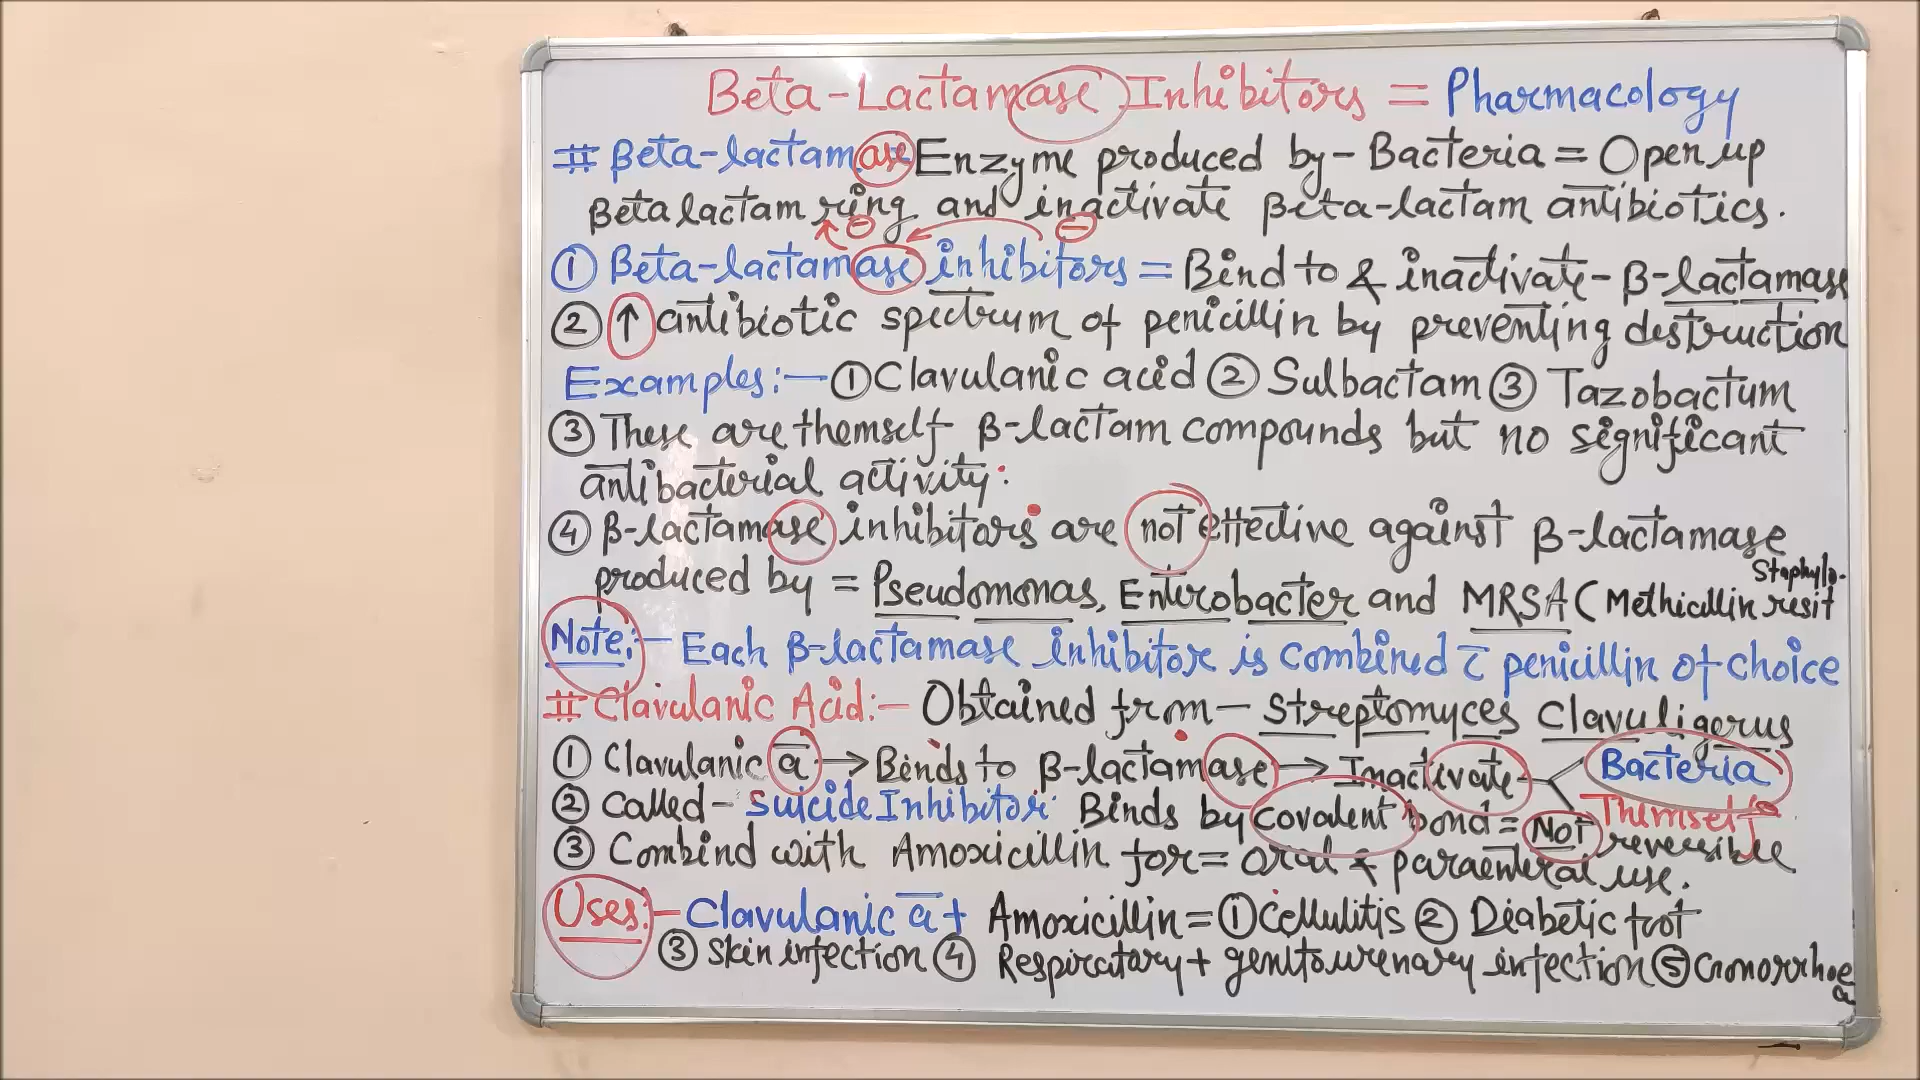 Beta-Lactamase Inhibitors = Pharmacology
# Beta-lactamase Enzyme produced by - Bacteria = Open up
Beta lactam ring and inactivate Beta-lactam antibiotics.
① Beta-lactamase inhibitors = Bind to & inactivate - β-lactamase
② ↑ antibiotic spectrum of penicillin by preventing destruction
Examples:- ① Clavulanic acid ② Sulbactam ③ Tazobactum
③ These are themself β-lactam compounds but no significant
antibacterial activity:
④ β-lactamase inhibitors are not effective against β-lactamase
produced by = Pseudomonas, Enterobacter and MRSA (Methicillin resit Staphylo.
Note:- Each β-lactamase inhibitor is combined c̄ penicillin of choice
# Clavulanic Acid:- Obtained from - Streptomyces Clavuligerus
① Clavulanic a̅ → Binds to β-lactamase → Inactivate Bacteria
② Called - Suicide Inhibitor Binds by covalent bond = Not reversible Themself
③ Combind with Amoxicillin for = oral & paraenteral use.
Uses:- Clavulanic a̅ + Amoxicillin = ① Cellulitis ② Diabetic foot
③ Skin infection ④ Respiratary + genitourenary infection ⑤ Gonorrhoea